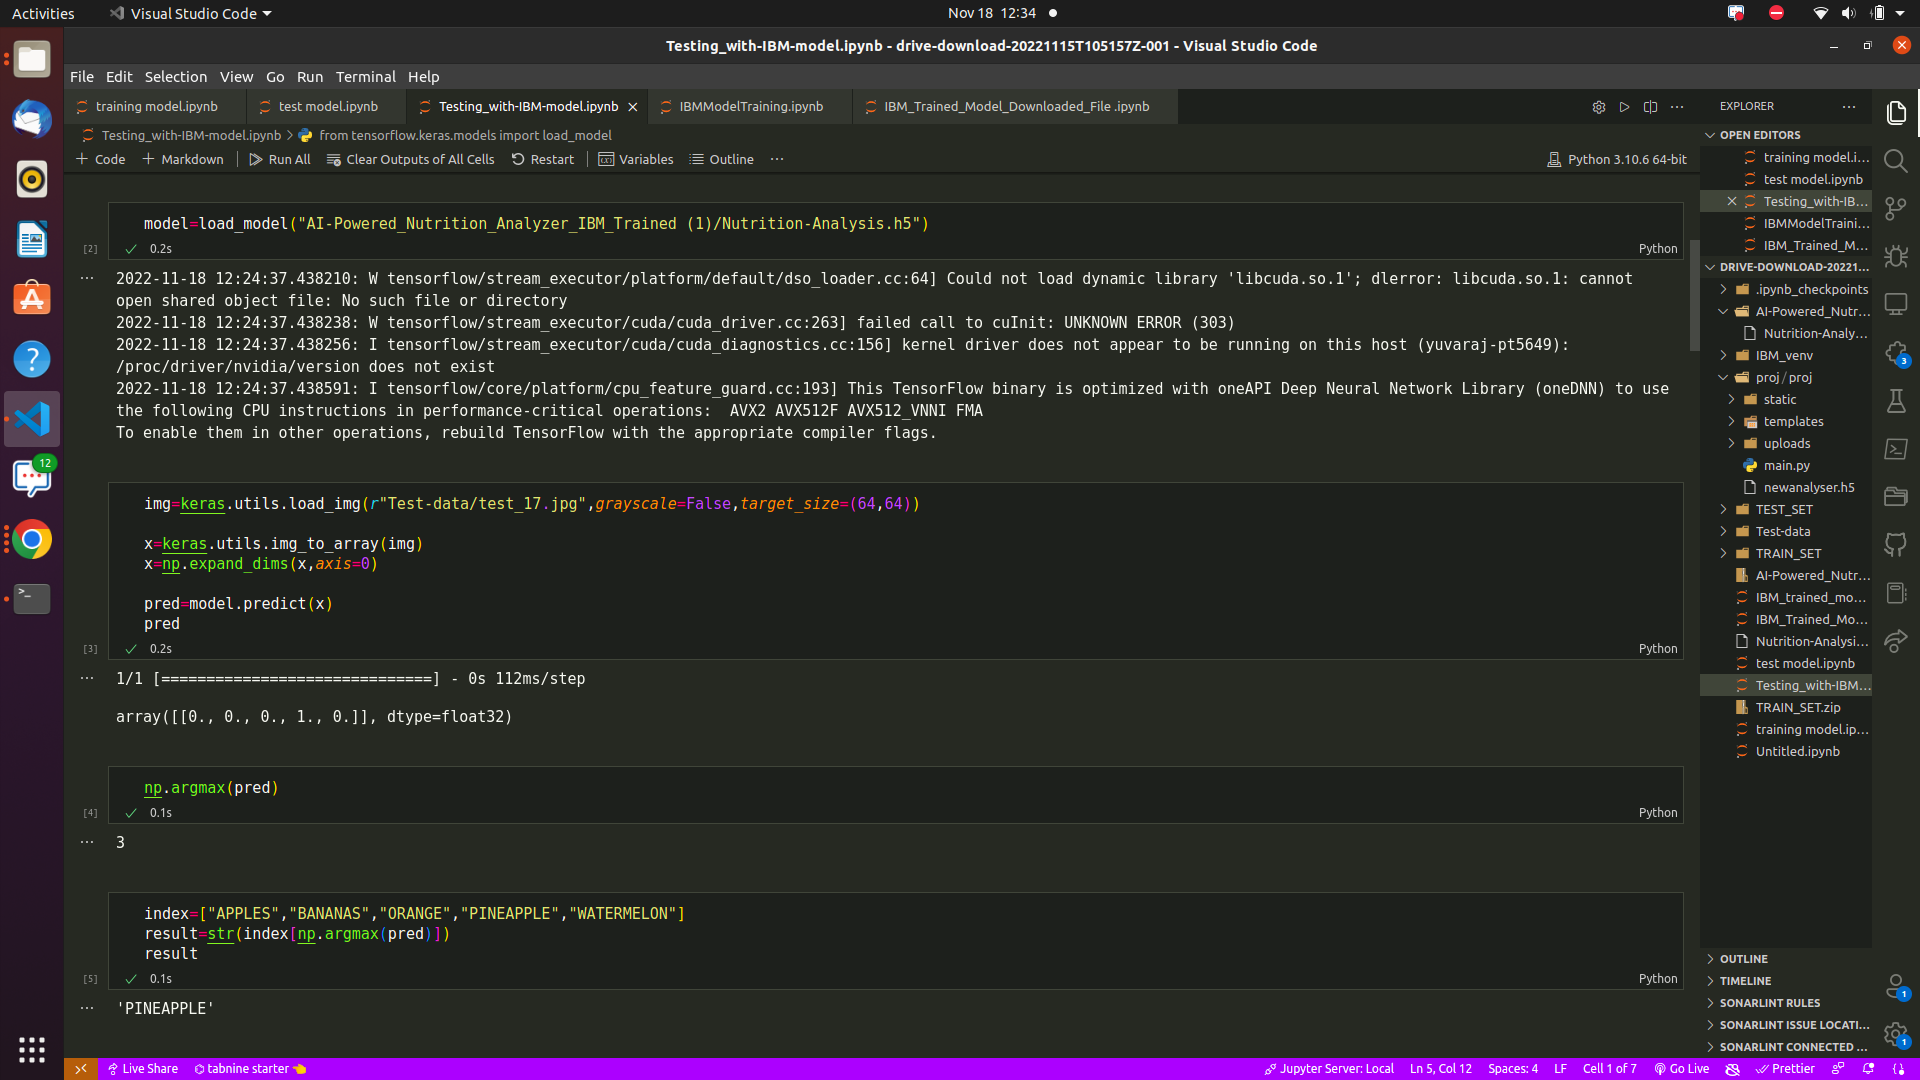 Activities
Visual Studio Code
Nov 18 12:34
Testing_with-IBM-model.ipynb - drive-download-20221115T105157Z-001 - Visual Studio Code
File Edit Selection View Go Run Terminal Help
training model.ipynb
test model.ipynb
Testing_with-IBM-model.ipynb
IBMModelTraining.ipynb
IBM_Trained_Model_Downloaded_File .ipynb
Testing_with-IBM-model.ipynb > from tensorflow.keras.models import load_model
+ Code + Markdown Run All Clear Outputs of All Cells Restart Variables Outline ...
Python 3.10.6 64-bit
model=load_model("AI-Powered_Nutrition_Analyzer_IBM_Trained (1)/Nutrition-Analysis.h5")
[2] 0.2s Python
2022-11-18 12:24:37.438210: W tensorflow/stream_executor/platform/default/dso_loader.cc:64] Could not load dynamic library 'libcuda.so.1'; dlerror: libcuda.so.1: cannot
open shared object file: No such file or directory
2022-11-18 12:24:37.438238: W tensorflow/stream_executor/cuda/cuda_driver.cc:263] failed call to cuInit: UNKNOWN ERROR (303)
2022-11-18 12:24:37.438256: I tensorflow/stream_executor/cuda/cuda_diagnostics.cc:156] kernel driver does not appear to be running on this host (yuvaraj-pt5649):
/proc/driver/nvidia/version does not exist
2022-11-18 12:24:37.438591: I tensorflow/core/platform/cpu_feature_guard.cc:193] This TensorFlow binary is optimized with oneAPI Deep Neural Network Library (oneDNN) to use
the following CPU instructions in performance-critical operations:  AVX2 AVX512F AVX512_VNNI FMA
To enable them in other operations, rebuild TensorFlow with the appropriate compiler flags.
img=keras.utils.load_img(r"Test-data/test_17.jpg",grayscale=False,target_size=(64,64))
x=keras.utils.img_to_array(img)
x=np.expand_dims(x,axis=0)
pred=model.predict(x)
pred
[3] 0.2s Python
1/1 [==============================] - 0s 112ms/step
array([[0., 0., 0., 1., 0.]], dtype=float32)
np.argmax(pred)
[4] 0.1s Python
3
index=["APPLES","BANANAS","ORANGE","PINEAPPLE","WATERMELON"]
result=str(index[np.argmax(pred)])
result
[5] 0.1s Python
'PINEAPPLE'
EXPLORER
OPEN EDITORS
training model.i...
test model.ipynb
Testing_with-IB...
IBMModelTraini...
IBM_Trained_M...
DRIVE-DOWNLOAD-20221...
.ipynb_checkpoints
AI-Powered_Nutr...
Nutrition-Analy...
IBM_venv
proj / proj
static
templates
uploads
main.py
newanalyser.h5
TEST_SET
Test-data
TRAIN_SET
AI-Powered_Nutr...
IBM_trained_mo...
IBM_Trained_Mo...
Nutrition-Analysi...
test model.ipynb
Testing_with-IBM...
TRAIN_SET.zip
training model.ip...
Untitled.ipynb
OUTLINE
TIMELINE
SONARLINT RULES
SONARLINT ISSUE LOCATI...
SONARLINT CONNECTED ...
12
3
1
1
Live Share tabnine starter
Jupyter Server: Local Ln 5, Col 12 Spaces: 4 LF Cell 1 of 7 Go Live Prettier